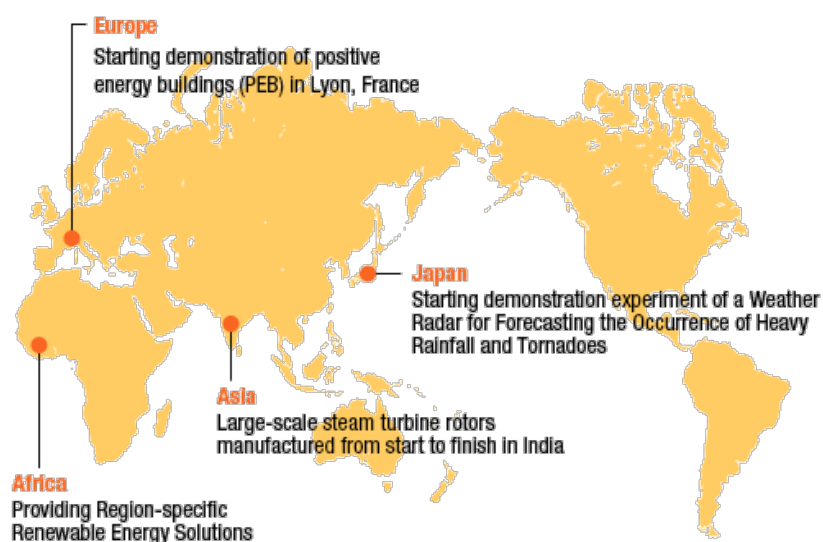 Europe
Starting demonstration of positive
energy buildings (PEB) in Lyon, France
Japan
Starting demonstration experiment of a Weather
Radar for Forecasting the Occurrence of Heavy
Rainfall and Tornadoes
Asia
Large-scale steam turbine rotors
manufactured from start to finish in India
Africa
Providing Region-specific
Renewable Energy Solutions